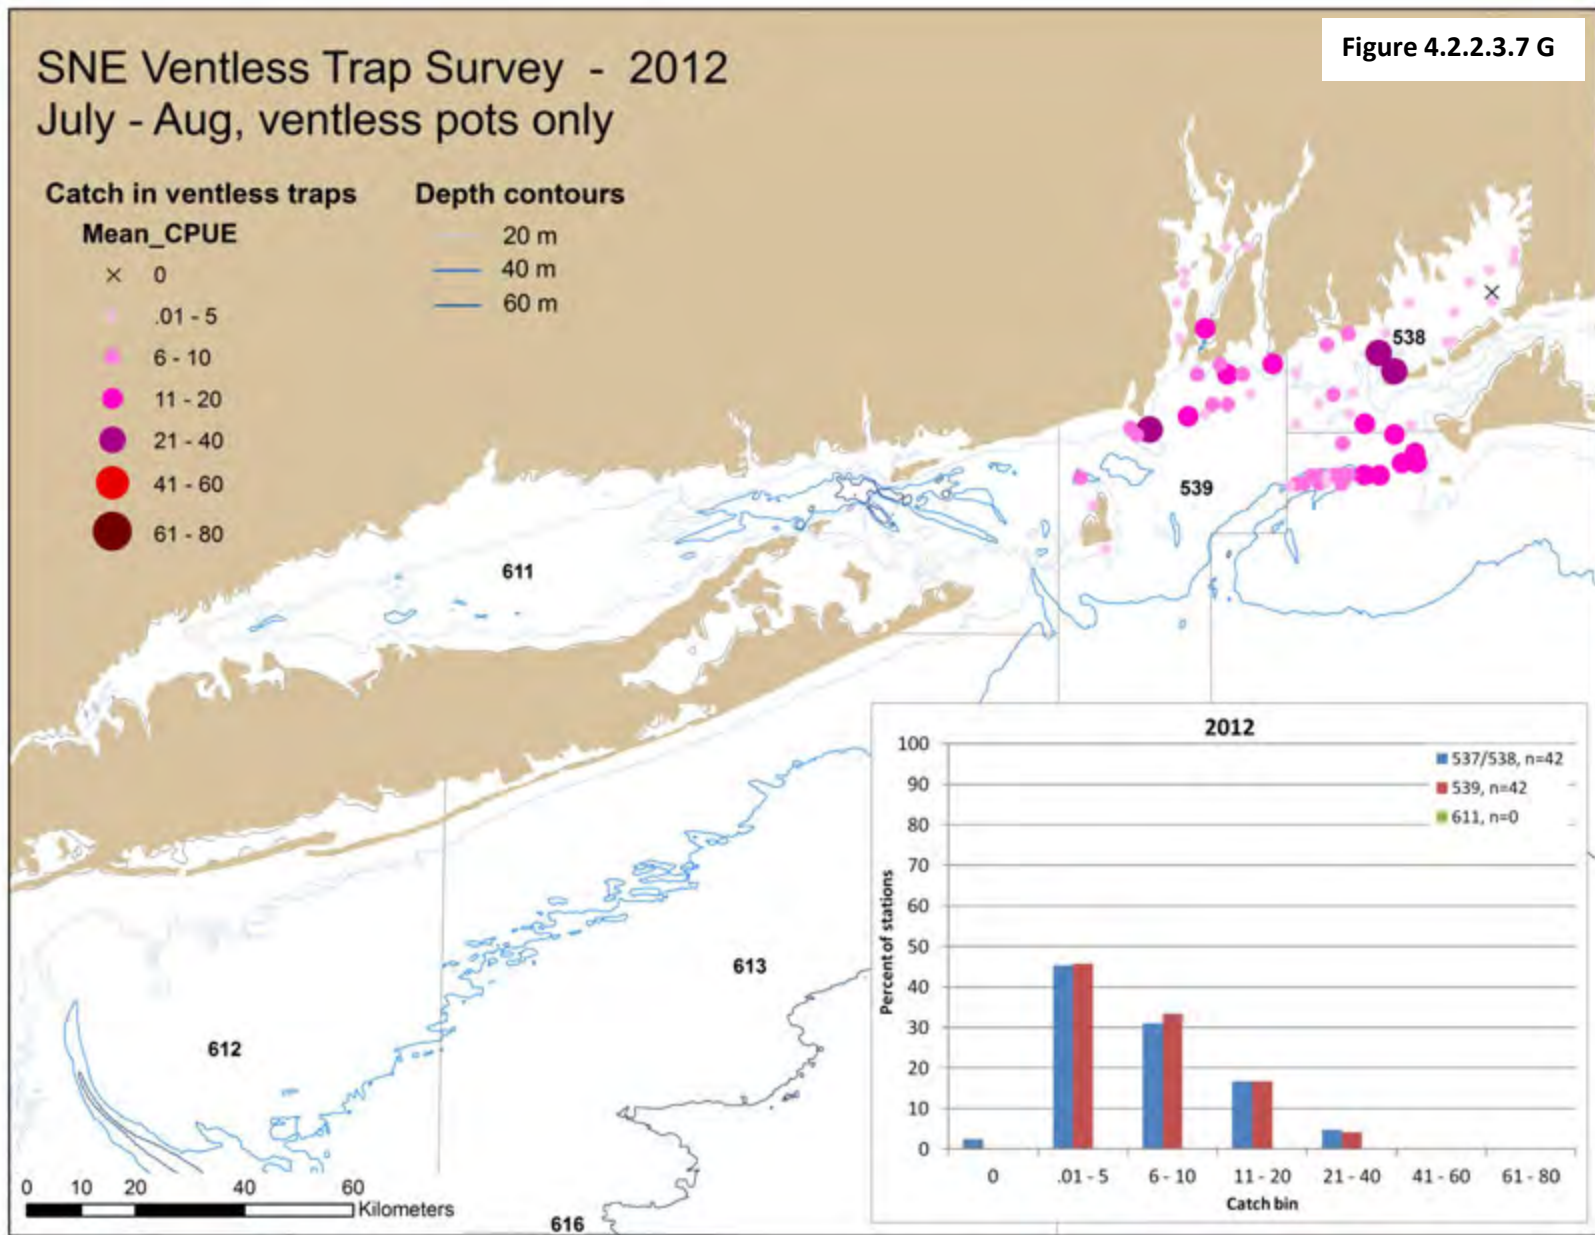 Figure 4.2.2.3.7 G
SNE Ventless Trap Survey - 2012
July - Aug, ventless pots only
Catch in ventless traps
Mean_CPUE
0
.01 - 5
6 - 10
11 - 20
21 - 40
41 - 60
61 - 80
Depth contours
20 m
40 m
60 m
538
539
611
613
612
616
0 10 20 40 60
Kilometers
2012
100
90
80
70
60
50
40
30
20
10
0
Percent of stations
537/538, n=42
539, n=42
611, n=0
0 .01 - 5 6 - 10 11 - 20 21 - 40 41 - 60 61 - 80
Catch bin